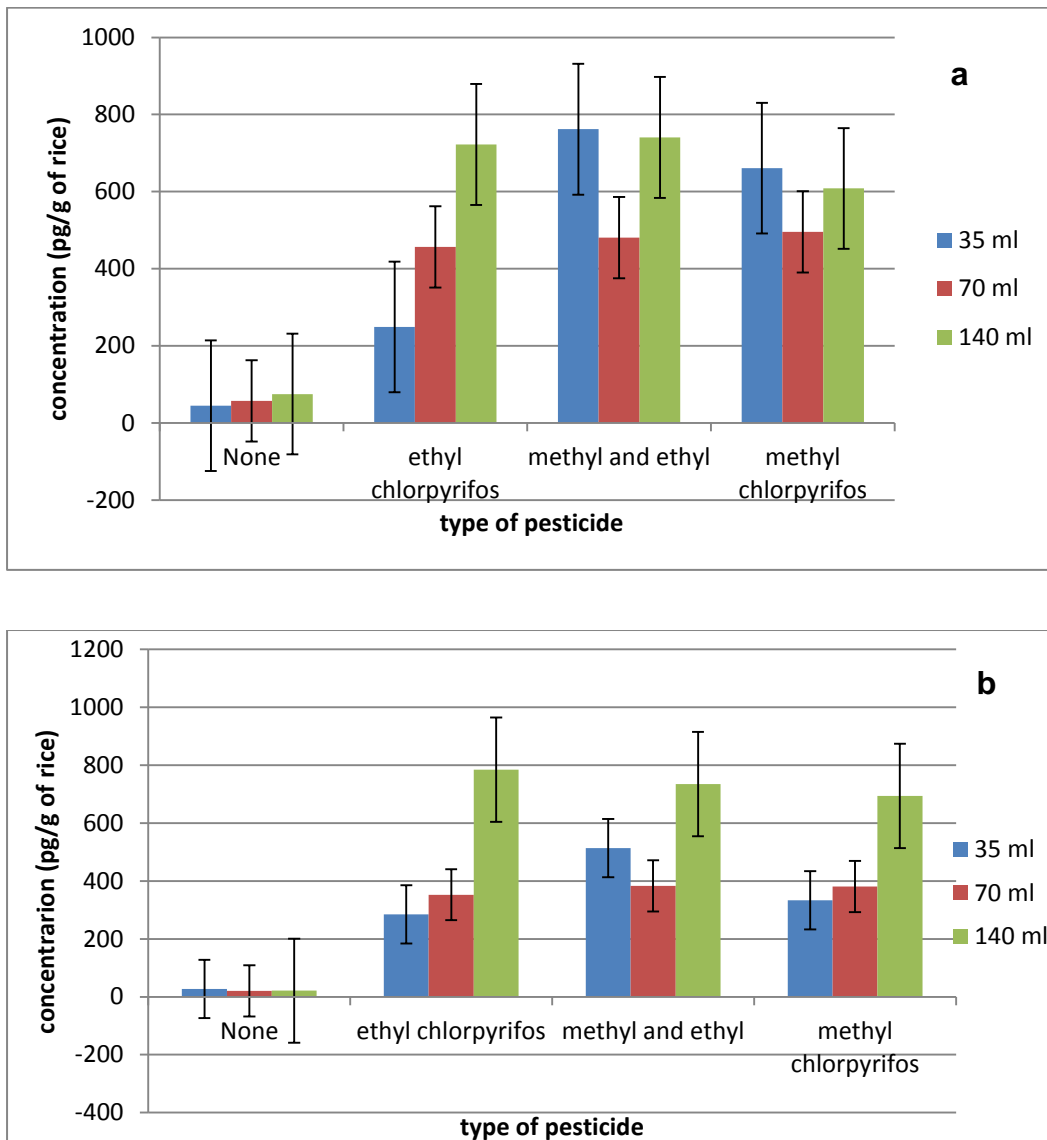 1000
800
600
400
200
0
-200
concentration (pg/g of rice)
a
35 ml
70 ml
140 ml
None
ethyl chlorpyrifos
methyl and ethyl
methyl chlorpyrifos
type of pesticide
1200
1000
800
600
400
200
0
-200
-400
concentrarion (pg/g of rice)
b
35 ml
70 ml
140 ml
None
ethyl chlorpyrifos
methyl and ethyl
methyl
chlorpyrifos
type of pesticide